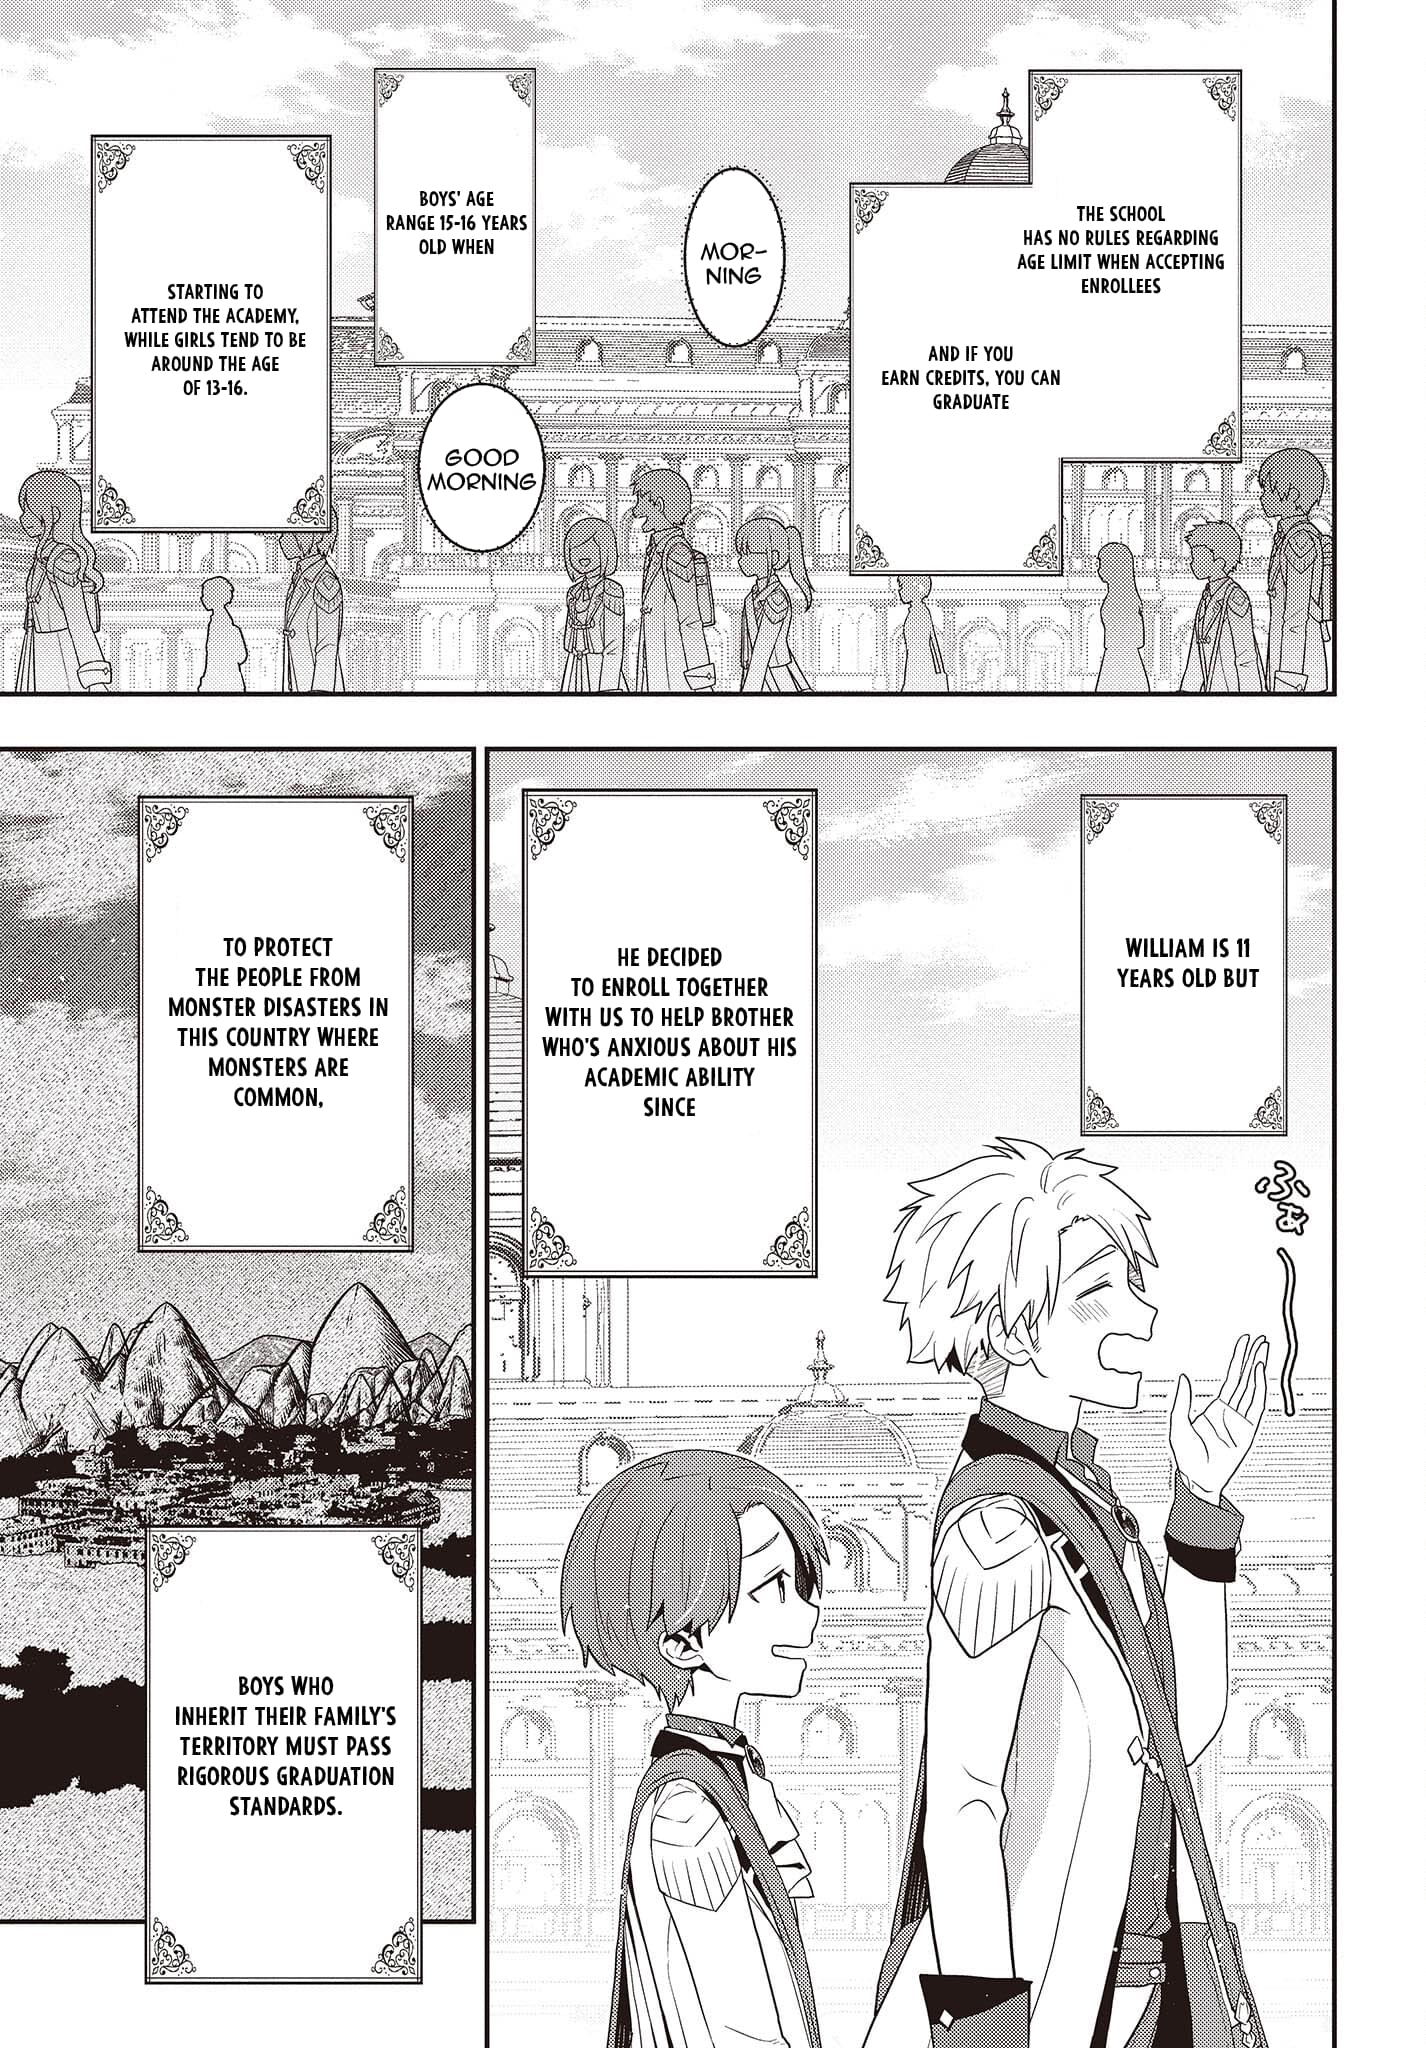 THE SCHOOL
HAS NO RULES REGARDING
AGE LIMIT WHEN ACCEPTING
ENROLLEES
AND IF YOU
EARN CREDITS, YOU CAN
GRADUATE
MOR-
NING
BOYS' AGE
RANGE 15-16 YEARS
OLD WHEN
GOOD
MORNING
STARTING TO
ATTEND THE ACADEMY,
WHILE GIRLS TEND TO BE
AROUND THE AGE
OF 13-16.
WILLIAM IS 11
YEARS OLD BUT
ふぁーー
HE DECIDED
TO ENROLL TOGETHER
WITH US TO HELP BROTHER
WHO'S ANXIOUS ABOUT HIS
ACADEMIC ABILITY
SINCE
TO PROTECT
THE PEOPLE FROM
MONSTER DISASTERS IN
THIS COUNTRY WHERE
MONSTERS ARE
COMMON,
BOYS WHO
INHERIT THEIR FAMILY'S
TERRITORY MUST PASS
RIGOROUS GRADUATION
STANDARDS.